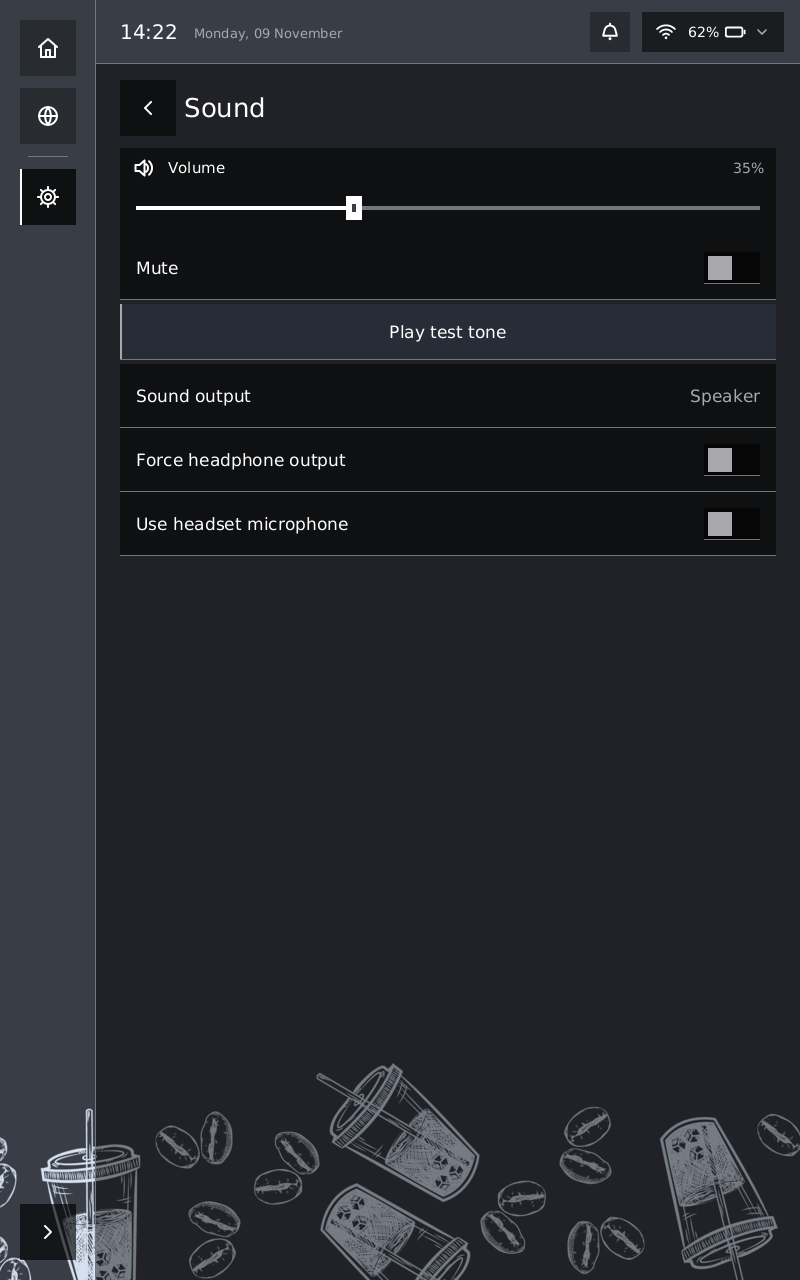 14:22 Monday, 09 November 62%
Sound
Volume 35%
Mute
Play test tone
Sound output Speaker
Force headphone output
Use headset microphone